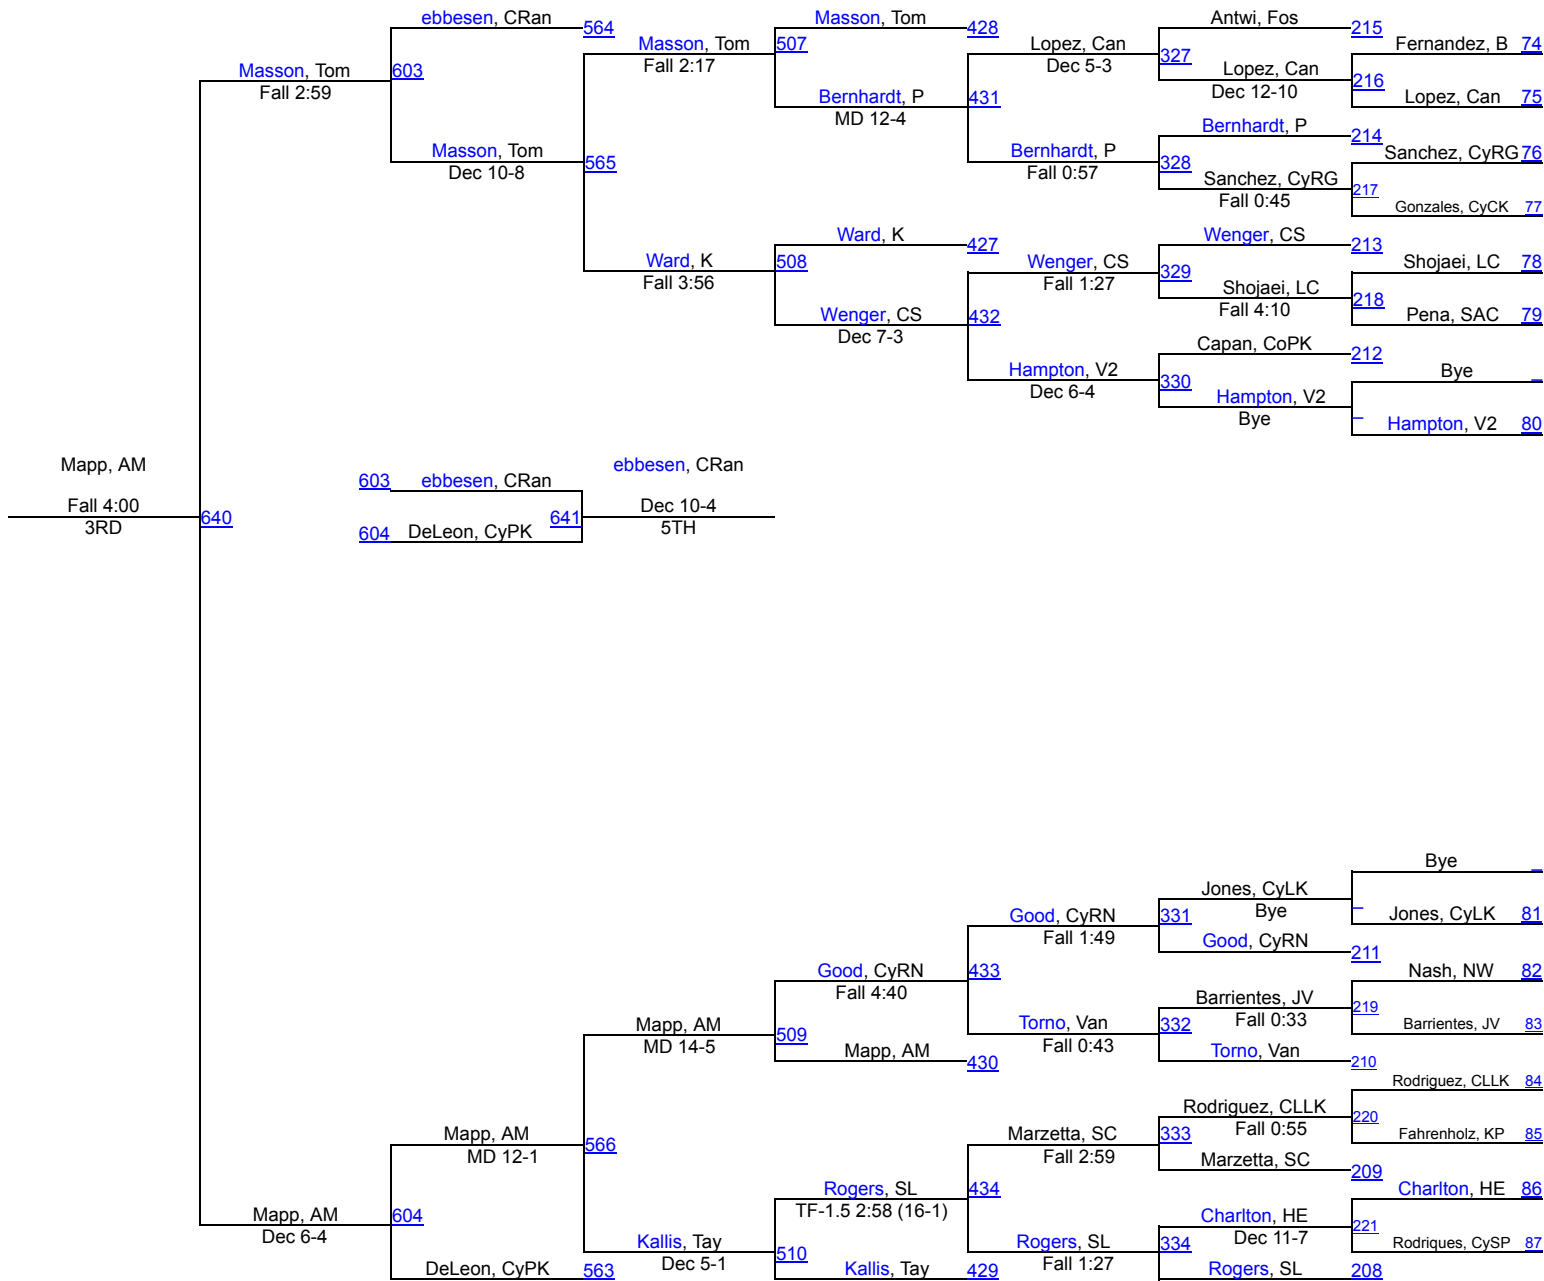 ebbesen, CRan 564
Masson, Tom 428
Antwi, Fos 215
Masson, Tom 507
Fall 2:17
Lopez, Can
Dec 5-3
327
Fernandez, B 74
Masson, Tom 603
Fall 2:59
Lopez, Can
Dec 12-10
216
Bernhardt, P 431
MD 12-4
Lopez, Can 75
Bernhardt, P 214
Masson, Tom 565
Dec 10-8
Bernhardt, P 328
Fall 0:57
Sanchez, CyRG 76
Sanchez, CyRG 217
Fall 0:45
Gonzales, CyCK 77
Ward, K 427
Wenger, CS 213
Ward, K 508
Fall 3:56
Wenger, CS 329
Fall 1:27
Shojaei, LC 78
Shojaei, LC 218
Fall 4:10
Wenger, CS 432
Dec 7-3
Pena, SAC 79
Capan, CoPK 212
Hampton, V2 330
Dec 6-4
Bye
Hampton, V2
Bye
Hampton, V2 80
Mapp, AM
Fall 4:00
3RD
640
603 ebbesen, CRan
604 DeLeon, CyPK
641
ebbesen, CRan
Dec 10-4
5TH
Bye
Jones, CyLK
Bye
Good, CyRN 331
Fall 1:49
Jones, CyLK 81
Good, CyRN 211
Good, CyRN 433
Fall 4:40
Nash, NW 82
Barrientes, JV 219
Fall 0:33
Mapp, AM 509
MD 14-5
Torno, Van 332
Fall 0:43
Barrientes, JV 83
Mapp, AM 430
Torno, Van 210
Rodriguez, CLLK 84
Rodriguez, CLLK 220
Fall 0:55
Mapp, AM 566
MD 12-1
Marzetta, SC 333
Fall 2:59
Fahrenholz, KP 85
Marzetta, SC 209
Rogers, SL 434
TF-1.5 2:58 (16-1)
Charlton, HE 86
Mapp, AM 604
Dec 6-4
Charlton, HE 221
Dec 11-7
Kallis, Tay 510
Dec 5-1
Rogers, SL 334
Fall 1:27
Rodriques, CySP 87
DeLeon, CyPK 563
Kallis, Tay 429
Rogers, SL 208